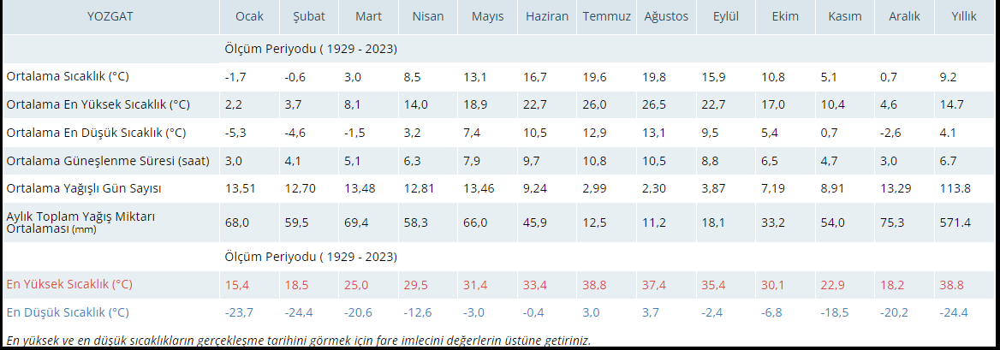 YOZGAT Ocak Şubat Mart Nisan Mayıs Haziran Temmuz Ağustos Eylül Ekim Kasım Aralık Yıllık
Ölçüm Periyodu ( 1929 - 2023)
Ortalama Sıcaklık (°C) -1,7 -0,6 3,0 8,5 13,1 16,7 19,6 19,8 15,9 10,8 5,1 0,7 9.2
Ortalama En Yüksek Sıcaklık (°C) 2,2 3,7 8,1 14,0 18,9 22,7 26,0 26,5 22,7 17,0 10,4 4,6 14.7
Ortalama En Düşük Sıcaklık (°C) -5,3 -4,6 -1,5 3,2 7,4 10,5 12,9 13,1 9,5 5,4 0,7 -2,6 4.1
Ortalama Güneşlenme Süresi (saat) 3,0 4,1 5,1 6,3 7,9 9,7 10,8 10,5 8,8 6,5 4,7 3,0 6.7
Ortalama Yağışlı Gün Sayısı 13,51 12,70 13,48 12,81 13,46 9,24 2,99 2,30 3,87 7,19 8,91 13,29 113.8
Aylık Toplam Yağış Miktarı
Ortalaması (mm) 68,0 59,5 69,4 58,3 66,0 45,9 12,5 11,2 18,1 33,2 54,0 75,3 571.4
Ölçüm Periyodu ( 1929 - 2023)
En Yüksek Sıcaklık (°C) 15,4 18,5 25,0 29,5 31,4 33,4 38,8 37,4 35,4 30,1 22,9 18,2 38.8
En Düşük Sıcaklık (°C) -23,7 -24,4 -20,6 -12,6 -3,0 -0,4 3,0 3,7 -2,4 -6,8 -18,5 -20,2 -24.4
En yüksek ve en düşük sıcaklıkların gerçekleşme tarihini görmek için fare imlecini değerlerin üstüne getiriniz.